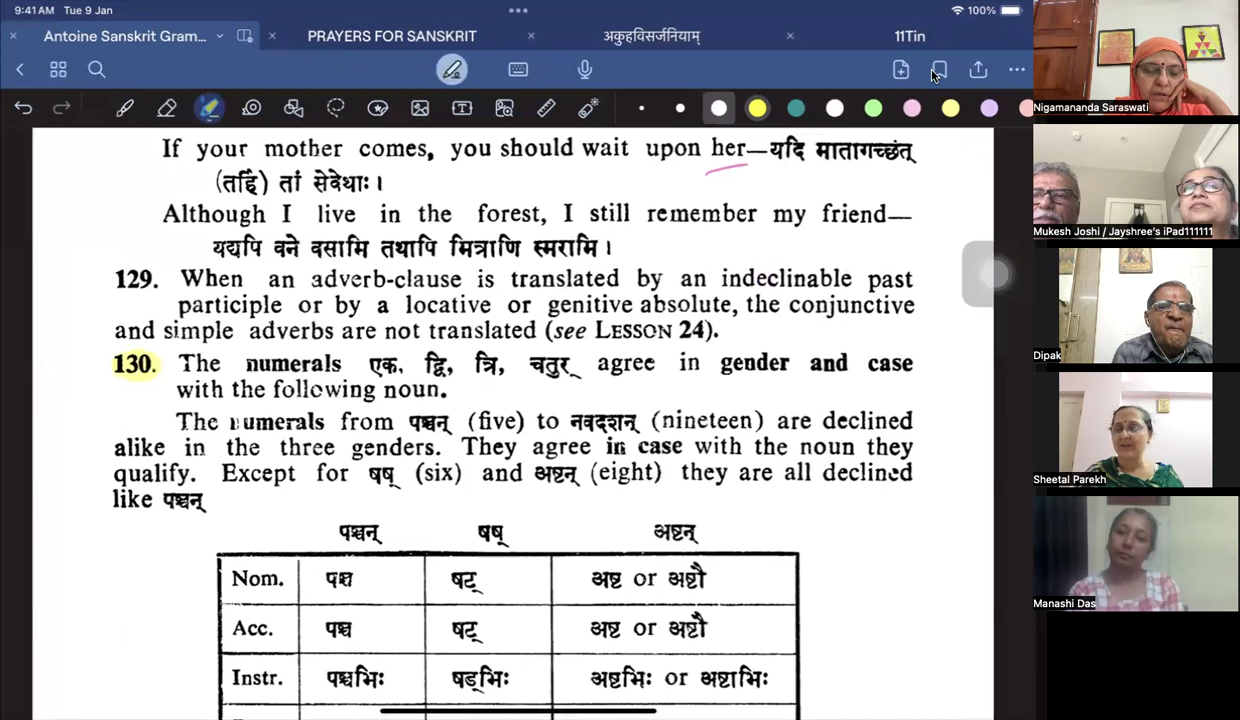 9:41 AM Tue 9 Jan
100%
Antoine Sanskrit Gram...
PRAYERS FOR SANSKRIT
अकुहविसर्जनियाम्
11Tin
If your mother comes, you should wait upon her—यदि मातागच्छेत्
(तर्हि) तां सेवेथाः।
Although I live in the forest, I still remember my friend—
यद्यपि वने वसामि तथापि मित्राणि स्मरामि।
129. When an adverb-clause is translated by an indeclinable past
participle or by a locative or genitive absolute, the conjunctive
and simple adverbs are not translated (see LESSON 24).
130. The numerals एक, द्वि, त्रि, चतुर् agree in gender and case
with the following noun.
The numerals from पञ्चन् (five) to नवदशन् (nineteen) are declined
alike in the three genders. They agree in case with the noun they
qualify. Except for षष् (six) and अष्टन् (eight) they are all declined
like पञ्चन्
पञ्चन् षष् अष्टन्
Nom. पञ्च षट् अष्ट or अष्टौ
Acc. पञ्च षट् अष्ट or अष्टौ
Instr. पञ्चभिः षड्भिः अष्टभिः or अष्टाभिः
Nigamananda Saraswati
Mukesh Joshi / Jayshree's iPad111111
Dipak
Sheetal Parekh
Manashi Das